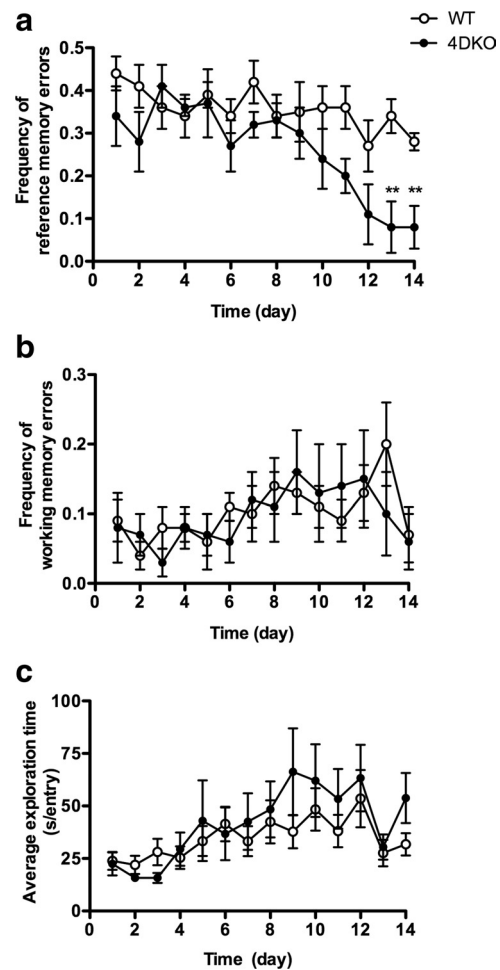 a
WT
4DKO
Frequency of
reference memory errors
0.5
0.4
0.3
0.2
0.1
0.0
** **
0 2 4 6 8 10 12 14
Time (day)
b
Frequency of
working memory errors
0.3
0.2
0.1
0.0
0 2 4 6 8 10 12 14
Time (day)
c
Average exploration time
(s/entry)
100
75
50
25
0
0 2 4 6 8 10 12 14
Time (day)